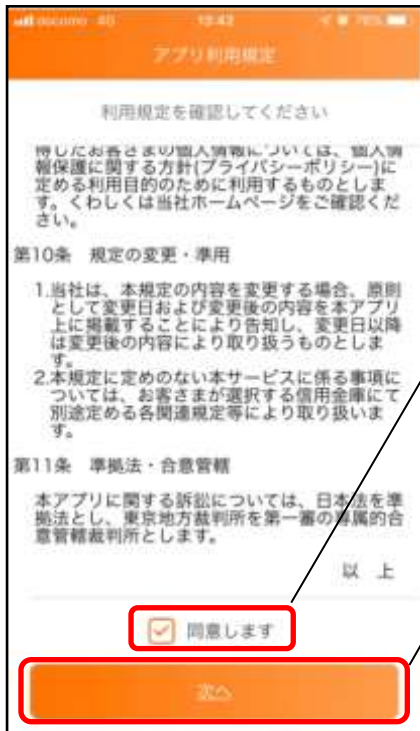 docomo 4G 13:42 76%
アプリ利用規定
利用規定を確認してください
得したお客さまの個人情報については、個人情
報保護に関する方針(プライバシーポリシー)に
定める利用目的のために利用するものとしま
す。くわしくは当社ホームページをご確認くだ
さい。
第10条 規定の変更・準用
1.当社は、本規定の内容を変更する場合、原則
として変更日および変更後の内容を本アプリ
上に掲載することにより告知し、変更日以降
は変更後の内容により取り扱うものとしま
す。
2.本規定に定めのない本サービスに係る事項に
ついては、お客さまが選択する信用金庫にて
別途定める各関連規定等により取り扱いま
す。
第11条 準拠法・合意管轄
本アプリに関する訴訟については、日本法を準
拠法とし、東京地方裁判所を第一審の専属的合
意管轄裁判所とします。
以 上
同意します
次へ